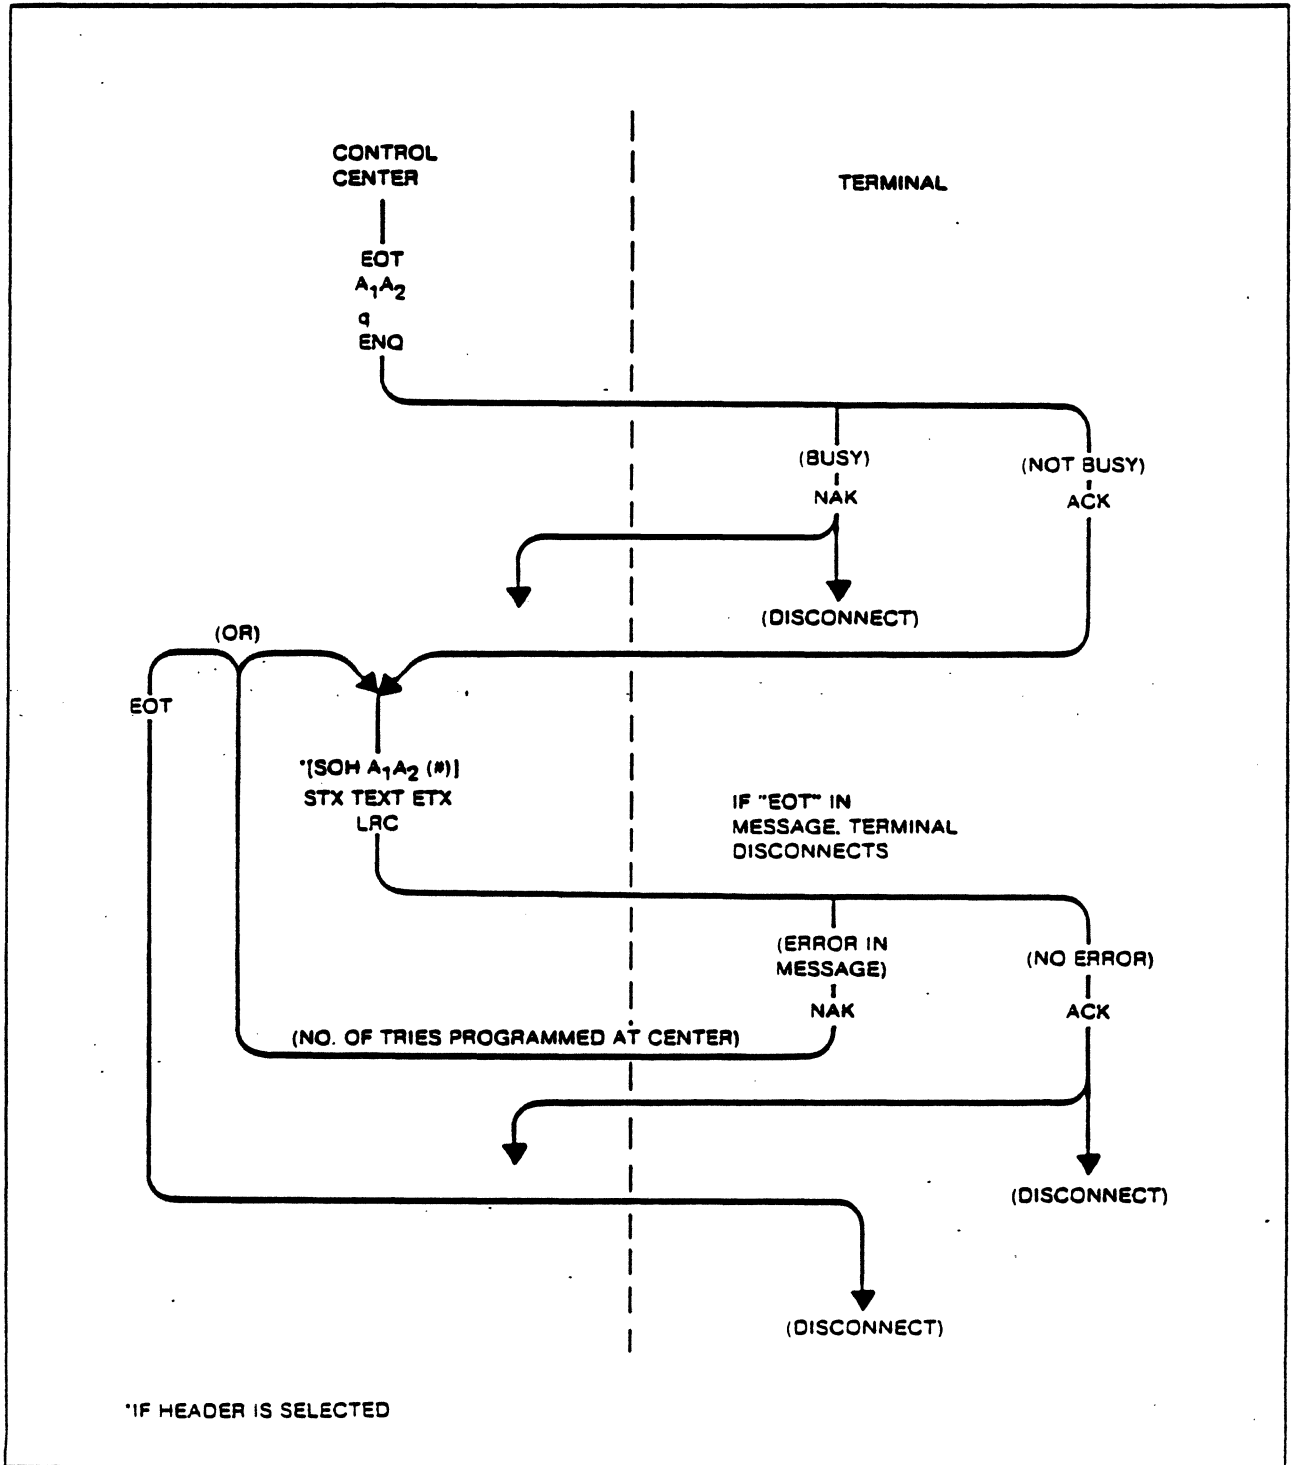 CONTROL
CENTER
TERMINAL
EOT
A₁A₂
q
ENQ
(BUSY)
(NOT BUSY)
NAK
ACK
(DISCONNECT)
(OR)
EOT
*[SOH A₁A₂ (#)]
STX TEXT ETX
LRC
IF "EOT" IN
MESSAGE. TERMINAL
DISCONNECTS
(ERROR IN
MESSAGE)
(NO ERROR)
NAK
ACK
(NO. OF TRIES PROGRAMMED AT CENTER)
(DISCONNECT)
(DISCONNECT)
*IF HEADER IS SELECTED